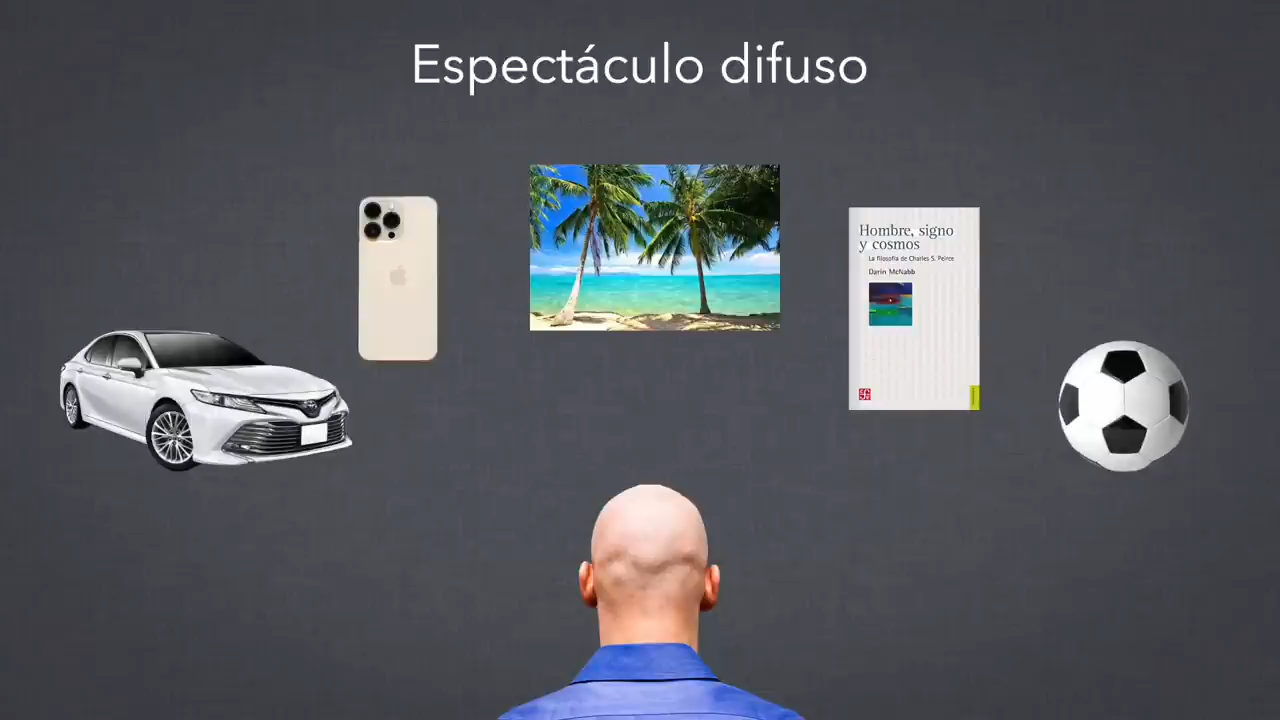 Espectáculo difuso
Hombre, signo
y cosmos
La filosofía de Charles S. Peirce
Darin McNabb